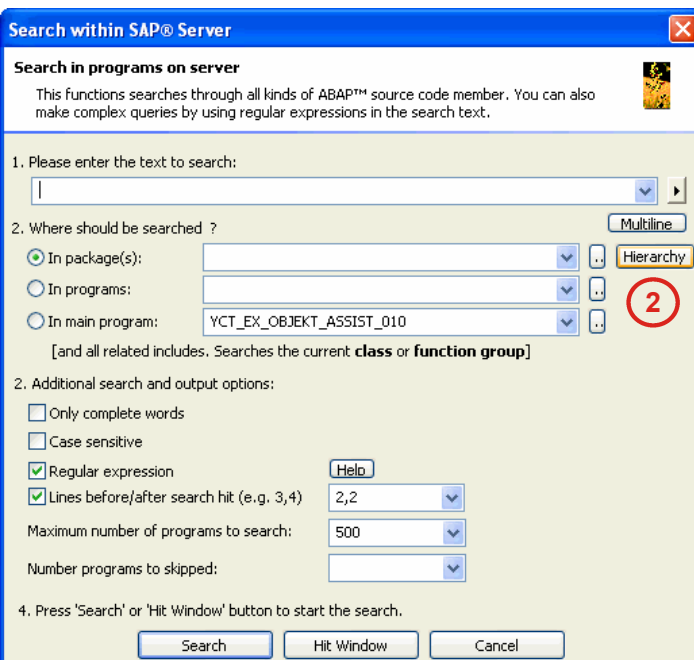 Search within SAP® Server
Search in programs on server
This functions searches through all kinds of ABAP™ source code member. You can also
make complex queries by using regular expressions in the search text.
1. Please enter the text to search:
2. Where should be searched ?
Multiline
In package(s):
..
Hierarchy
In programs:
..
2
In main program:
YCT_EX_OBJEKT_ASSIST_010
..
[and all related includes. Searches the current class or function group]
2. Additional search and output options:
Only complete words
Case sensitive
Regular expression
Help
Lines before/after search hit (e.g. 3,4)
2,2
Maximum number of programs to search:
500
Number programs to skipped:
4. Press 'Search' or 'Hit Window' button to start the search.
Search
Hit Window
Cancel